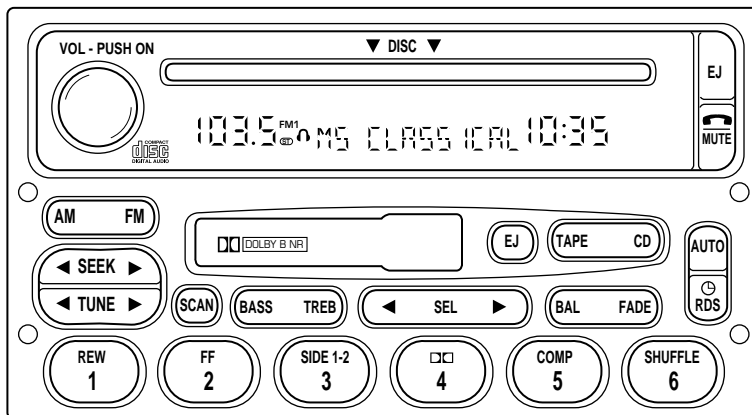 VOL - PUSH ON
DISC
EJ
103.5 FM1 ST MS CLASSICAL 10:35
MUTE
COMPACT
disc
DIGITAL AUDIO
AM FM
DOLBY B NR
EJ
TAPE CD
AUTO
SEEK
TUNE
SCAN
BASS TREB
SEL
BAL FADE
RDS
REW
1
FF
2
SIDE 1-2
3
4
COMP
5
SHUFFLE
6